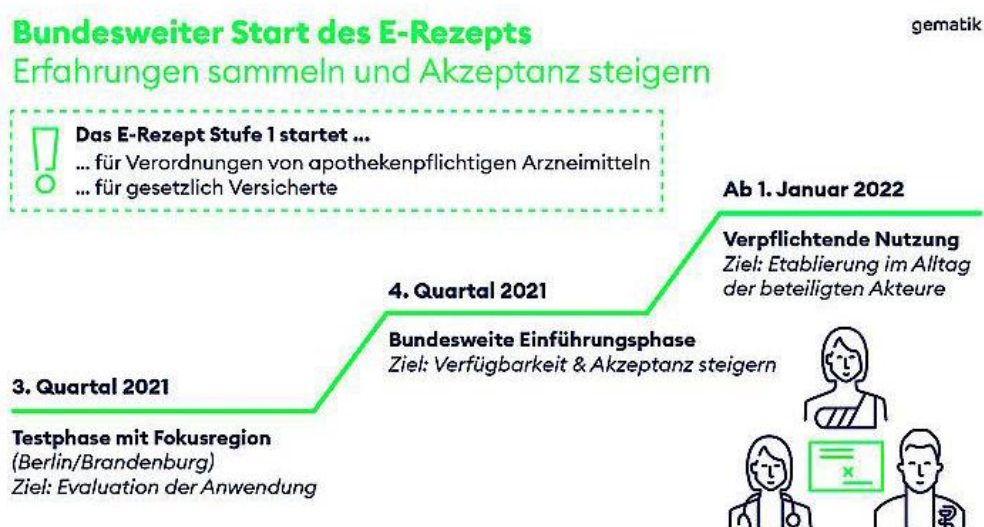 Bundesweiter Start des E-Rezepts
Erfahrungen sammeln und Akzeptanz steigern
gematik
Das E-Rezept Stufe 1 startet ...
... für Verordnungen von apothekenpflichtigen Arzneimitteln
... für gesetzlich Versicherte
Ab 1. Januar 2022
Verpflichtende Nutzung
Ziel: Etablierung im Alltag
der beteiligten Akteure
4. Quartal 2021
Bundesweite Einführungsphase
Ziel: Verfügbarkeit & Akzeptanz steigern
3. Quartal 2021
Testphase mit Fokusregion
(Berlin/Brandenburg)
Ziel: Evaluation der Anwendung